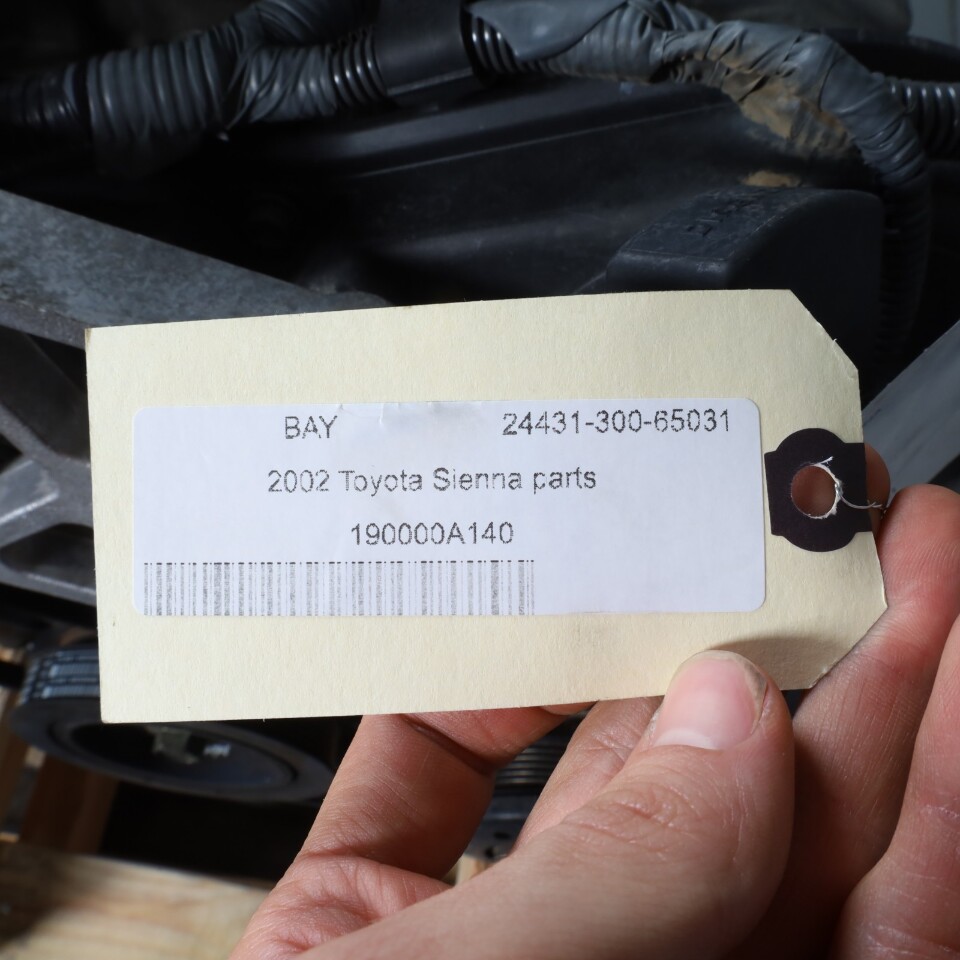 BAY 24431-300-65031
2002 Toyota Sienna parts
190000A140